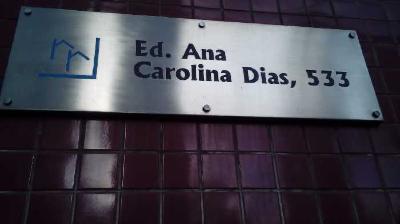 Ed. Ana
Carolina Dias, 533